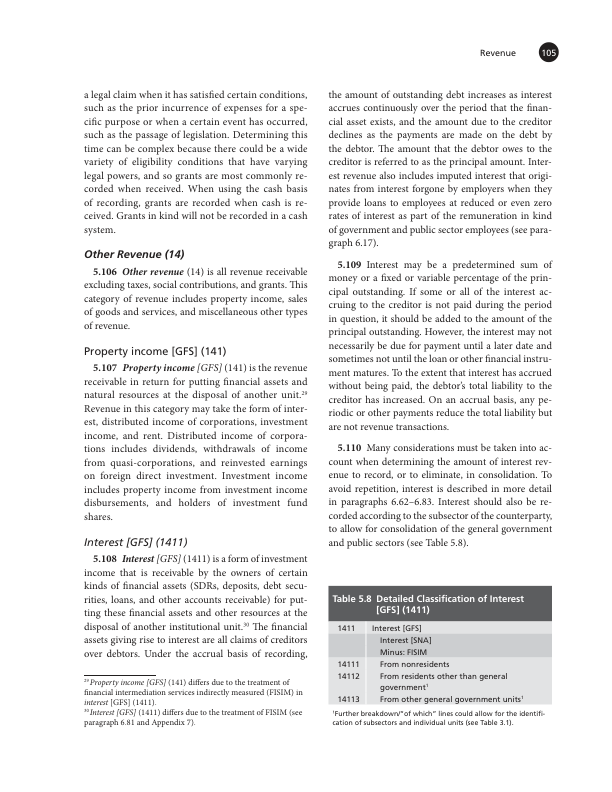 Revenue 105
a legal claim when it has satisfied certain conditions,
such as the prior incurrence of expenses for a spe-
cific purpose or when a certain event has occurred,
such as the passage of legislation. Determining this
time can be complex because there could be a wide
variety of eligibility conditions that have varying
legal powers, and so grants are most commonly re-
corded when received. When using the cash basis
of recording, grants are recorded when cash is re-
ceived. Grants in kind will not be recorded in a cash
system.
Other Revenue (14)
5.106 Other revenue (14) is all revenue receivable
excluding taxes, social contributions, and grants. This
category of revenue includes property income, sales
of goods and services, and miscellaneous other types
of revenue.
Property income [GFS] (141)
5.107 Property income [GFS] (141) is the revenue
receivable in return for putting financial assets and
natural resources at the disposal of another unit.29
Revenue in this category may take the form of inter-
est, distributed income of corporations, investment
income, and rent. Distributed income of corpora-
tions includes dividends, withdrawals of income
from quasi-corporations, and reinvested earnings
on foreign direct investment. Investment income
includes property income from investment income
disbursements, and holders of investment fund
shares.
Interest [GFS] (1411)
5.108 Interest [GFS] (1411) is a form of investment
income that is receivable by the owners of certain
kinds of financial assets (SDRs, deposits, debt secu-
rities, loans, and other accounts receivable) for put-
ting these financial assets and other resources at the
disposal of another institutional unit.30 The financial
assets giving rise to interest are all claims of creditors
over debtors. Under the accrual basis of recording,
29 Property income [GFS] (141) differs due to the treatment of
financial intermediation services indirectly measured (FISIM) in
interest [GFS] (1411).
30 Interest [GFS] (1411) differs due to the treatment of FISIM (see
paragraph 6.81 and Appendix 7).
the amount of outstanding debt increases as interest
accrues continuously over the period that the finan-
cial asset exists, and the amount due to the creditor
declines as the payments are made on the debt by
the debtor. The amount that the debtor owes to the
creditor is referred to as the principal amount. Inter-
est revenue also includes imputed interest that origi-
nates from interest forgone by employers when they
provide loans to employees at reduced or even zero
rates of interest as part of the remuneration in kind
of government and public sector employees (see para-
graph 6.17).
5.109 Interest may be a predetermined sum of
money or a fixed or variable percentage of the prin-
cipal outstanding. If some or all of the interest ac-
cruing to the creditor is not paid during the period
in question, it should be added to the amount of the
principal outstanding. However, the interest may not
necessarily be due for payment until a later date and
sometimes not until the loan or other financial instru-
ment matures. To the extent that interest has accrued
without being paid, the debtor's total liability to the
creditor has increased. On an accrual basis, any pe-
riodic or other payments reduce the total liability but
are not revenue transactions.
5.110 Many considerations must be taken into ac-
count when determining the amount of interest rev-
enue to record, or to eliminate, in consolidation. To
avoid repetition, interest is described in more detail
in paragraphs 6.62–6.83. Interest should also be re-
corded according to the subsector of the counterparty,
to allow for consolidation of the general government
and public sectors (see Table 5.8).
Table 5.8 Detailed Classification of Interest
[GFS] (1411)
1411 Interest [GFS]
Interest [SNA]
Minus: FISIM
14111 From nonresidents
14112 From residents other than general
government1
14113 From other general government units1
1Further breakdown/“of which” lines could allow for the identifi-
cation of subsectors and individual units (see Table 3.1).